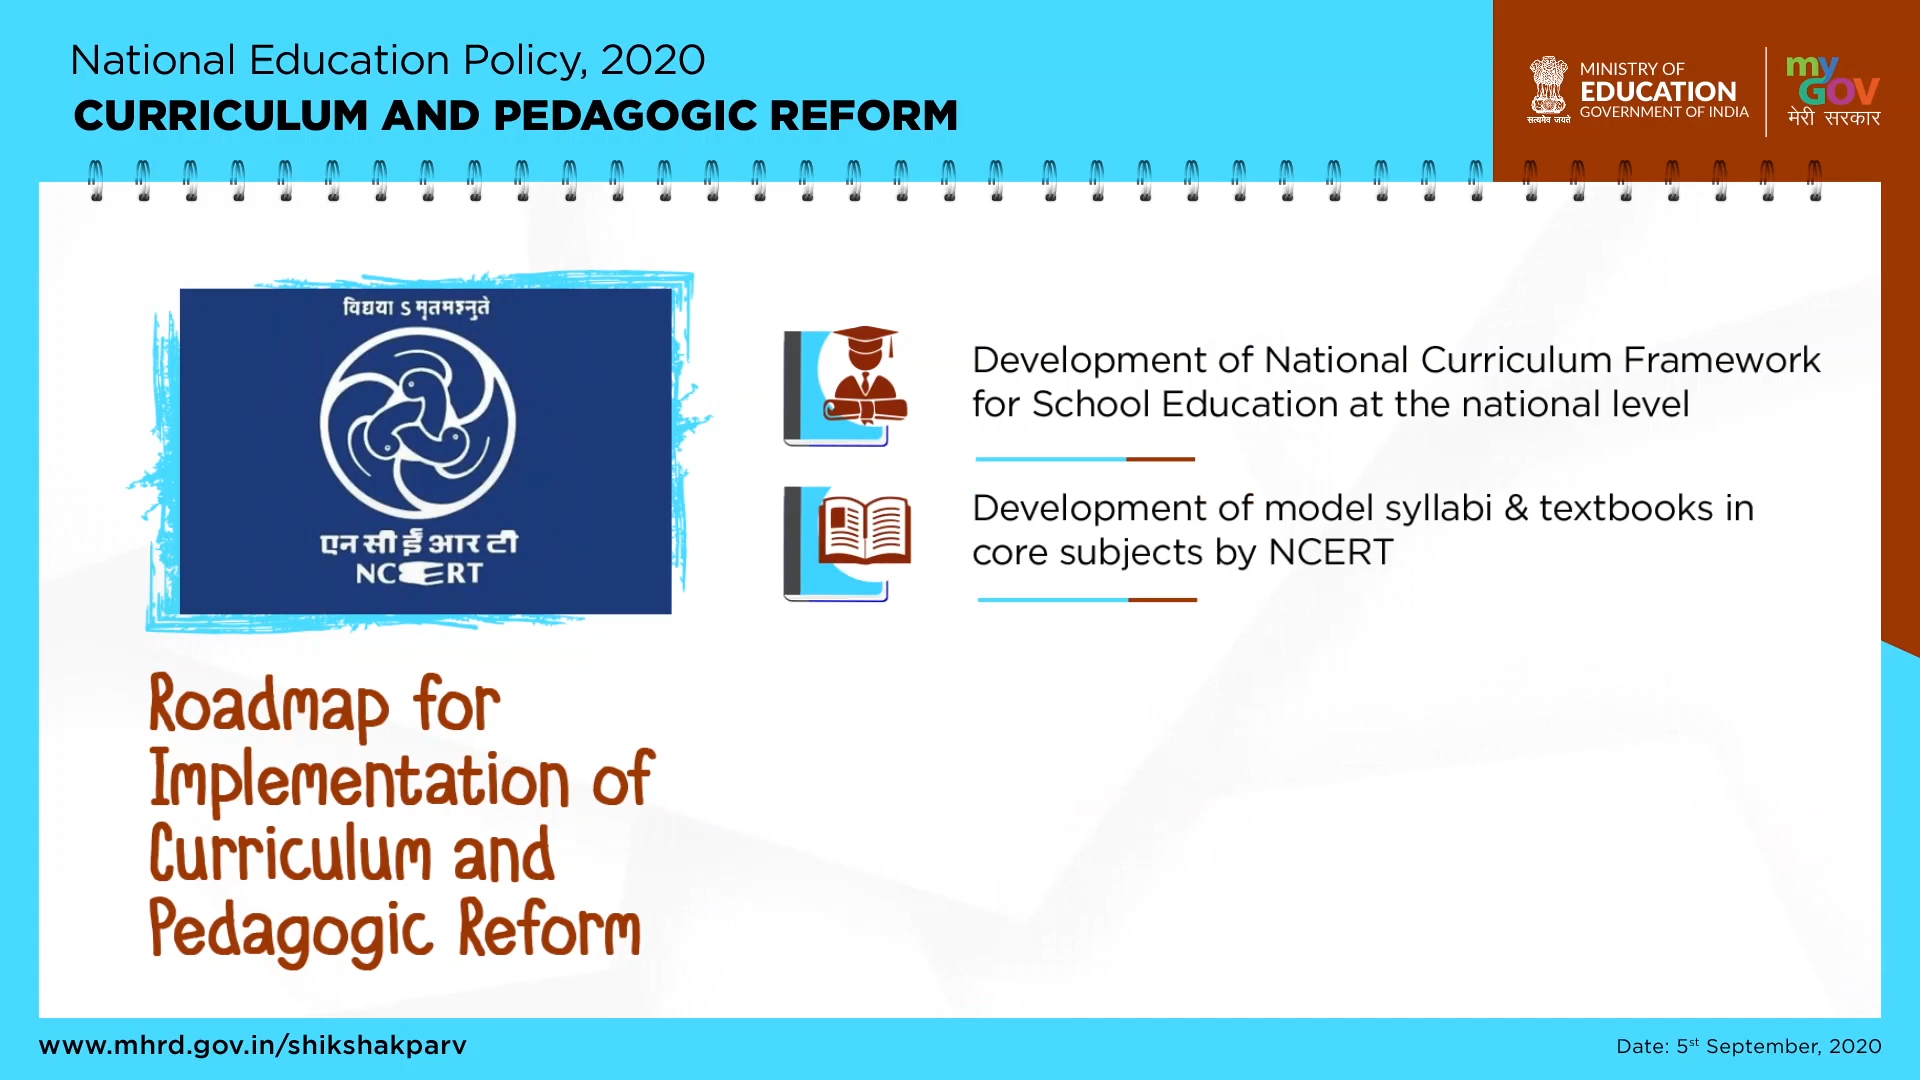 National Education Policy, 2020
CURRICULUM AND PEDAGOGIC REFORM
सत्यमेव जयते
MINISTRY OF
EDUCATION
GOVERNMENT OF INDIA
my
GOV
मेरी सरकार
विद्यया ऽ मृतमश्नुते
एन सी ई आर टी
NCERT
Roadmap for
Implementation of
Curriculum and
Pedagogic Reform
Development of National Curriculum Framework
for School Education at the national level
Development of model syllabi & textbooks in
core subjects by NCERT
www.mhrd.gov.in/shikshakparv
Date: 5st September, 2020